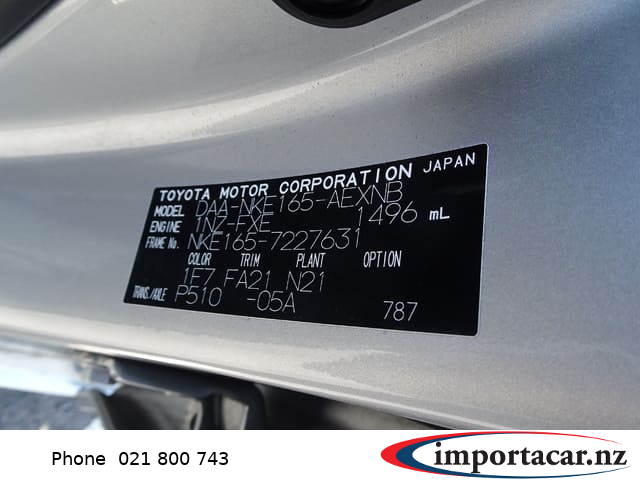 TOYOTA MOTOR CORPORATION JAPAN
MODEL DAA-NKE165-AEXNB
ENGINE 1NZ-FXE 1496 mL
FRAME No. NKE165-7227631
COLOR TRIM PLANT OPTION
1F7 FA21 N21
TRANS./AXLE P510 -05A
787
Phone 021 800 743
importacar.nz